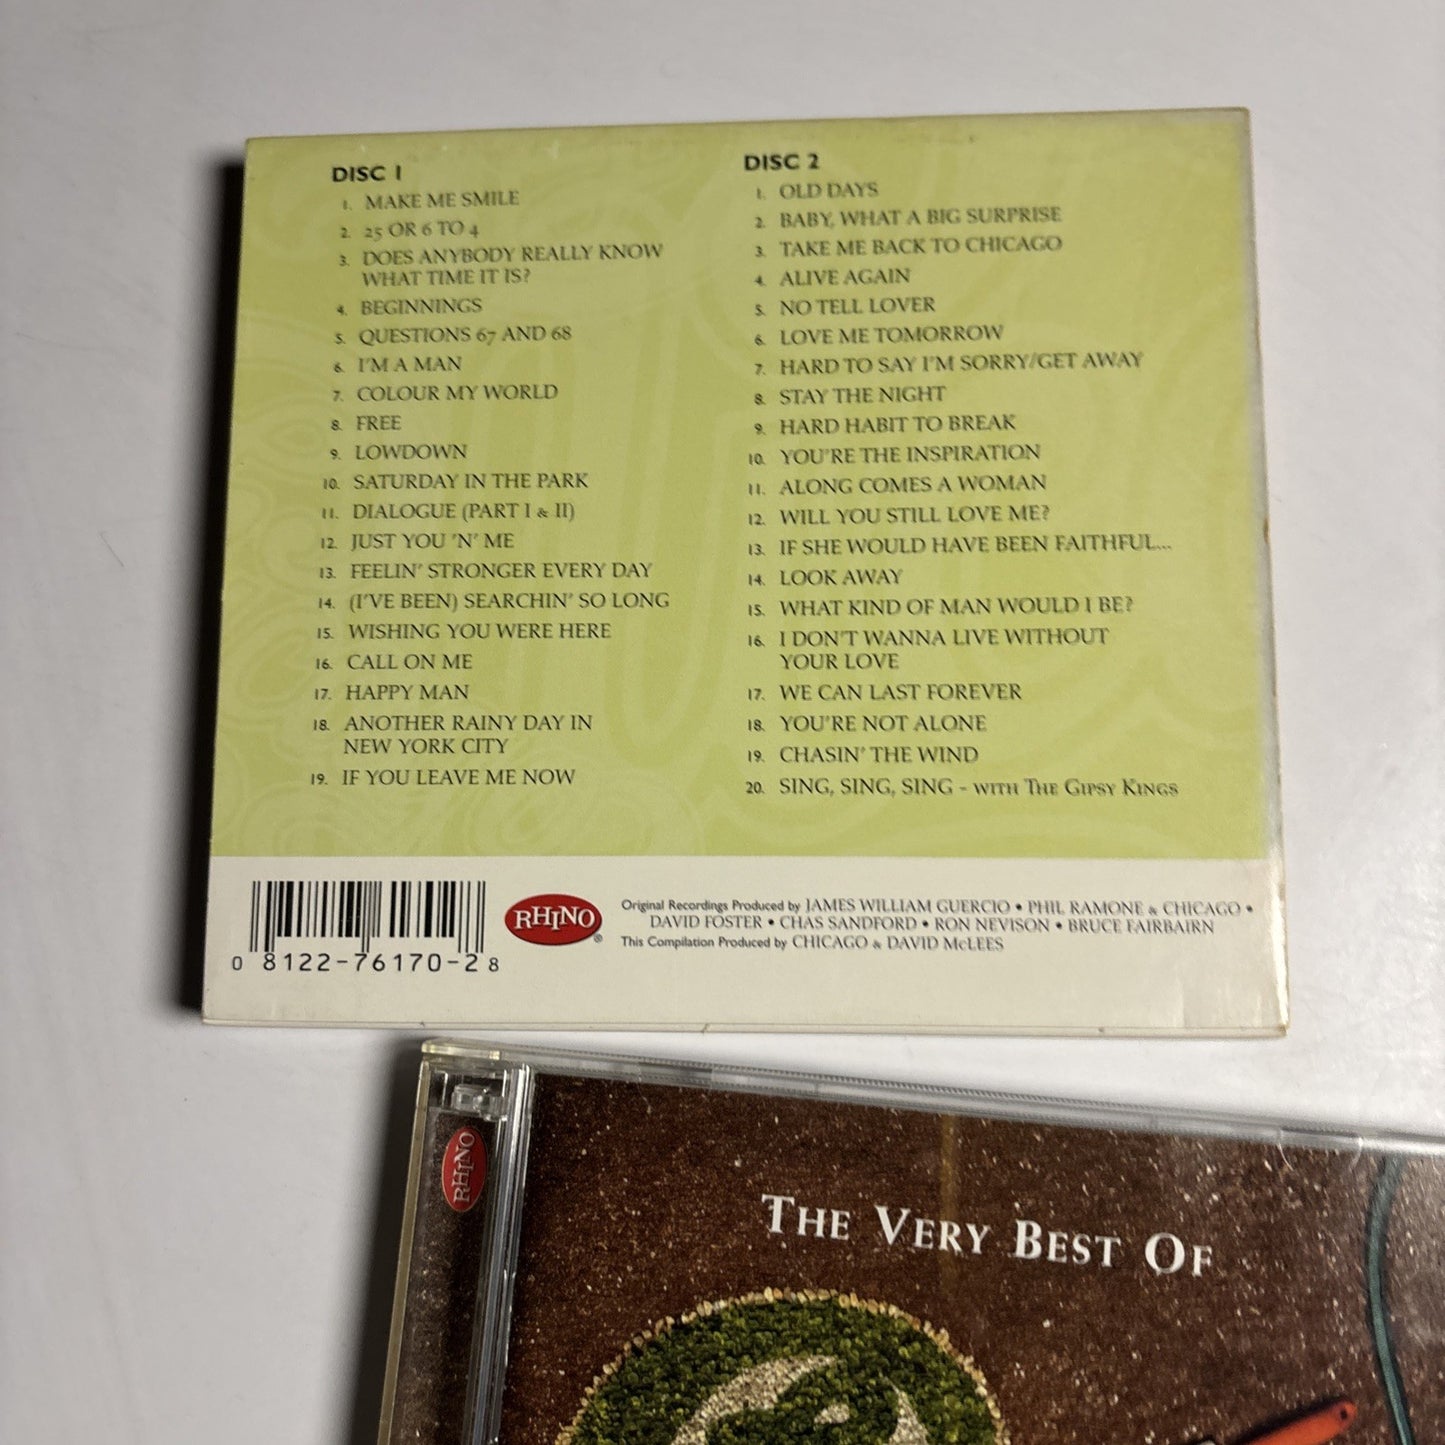 DISC 1
1. MAKE ME SMILE
2. 25 OR 6 TO 4
3. DOES ANYBODY REALLY KNOW
WHAT TIME IT IS?
4. BEGINNINGS
5. QUESTIONS 67 AND 68
6. I'M A MAN
7. COLOUR MY WORLD
8. FREE
9. LOWDOWN
10. SATURDAY IN THE PARK
11. DIALOGUE (PART I & II)
12. JUST YOU 'N' ME
13. FEELIN' STRONGER EVERY DAY
14. (I'VE BEEN) SEARCHIN' SO LONG
15. WISHING YOU WERE HERE
16. CALL ON ME
17. HAPPY MAN
18. ANOTHER RAINY DAY IN
NEW YORK CITY
19. IF YOU LEAVE ME NOW
DISC 2
1. OLD DAYS
2. BABY, WHAT A BIG SURPRISE
3. TAKE ME BACK TO CHICAGO
4. ALIVE AGAIN
5. NO TELL LOVER
6. LOVE ME TOMORROW
7. HARD TO SAY I'M SORRY/GET AWAY
8. STAY THE NIGHT
9. HARD HABIT TO BREAK
10. YOU'RE THE INSPIRATION
11. ALONG COMES A WOMAN
12. WILL YOU STILL LOVE ME?
13. IF SHE WOULD HAVE BEEN FAITHFUL...
14. LOOK AWAY
15. WHAT KIND OF MAN WOULD I BE?
16. I DON'T WANNA LIVE WITHOUT
YOUR LOVE
17. WE CAN LAST FOREVER
18. YOU'RE NOT ALONE
19. CHASIN' THE WIND
20. SING, SING, SING - WITH THE GIPSY KINGS
0 8122-76170-2 8
RHINO®
Original Recordings Produced by JAMES WILLIAM GUERCIO • PHIL RAMONE & CHICAGO •
DAVID FOSTER • CHAS SANDFORD • RON NEVISON • BRUCE FAIRBAIRN
This Compilation Produced by CHICAGO & DAVID McLEES
RHINO
THE VERY BEST OF